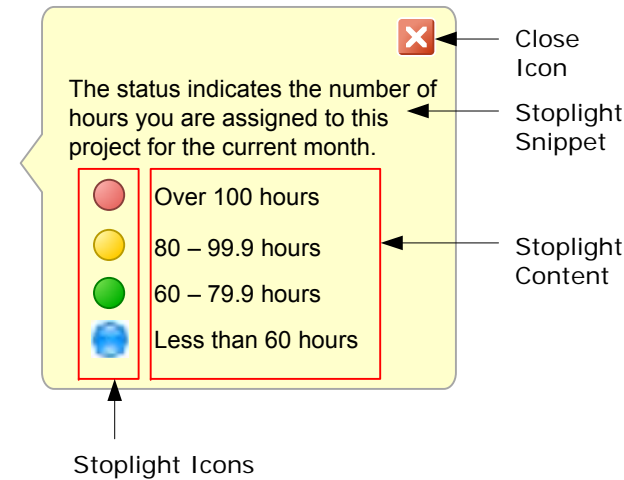 Close
Icon
The status indicates the number of
hours you are assigned to this
project for the current month.
Stoplight
Snippet
Over 100 hours
80 – 99.9 hours
60 – 79.9 hours
Less than 60 hours
Stoplight
Content
Stoplight Icons